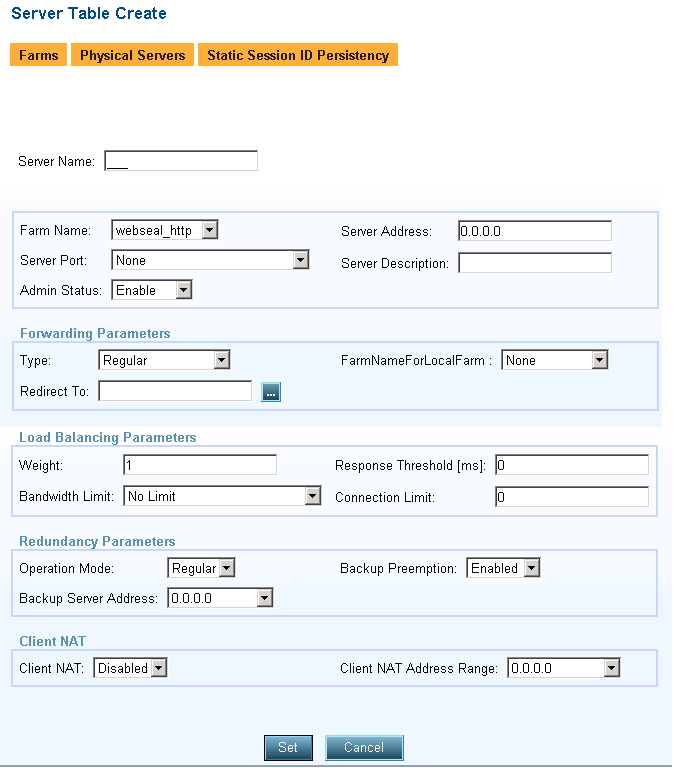 Server Table Create
Farms Physical Servers Static Session ID Persistency
Server Name: ___
Farm Name: webseal_http Server Address: 0.0.0.0
Server Port: None Server Description:
Admin Status: Enable
Forwarding Parameters
Type: Regular FarmNameForLocalFarm : None
Redirect To: ...
Load Balancing Parameters
Weight: 1 Response Threshold [ms]: 0
Bandwidth Limit: No Limit Connection Limit: 0
Redundancy Parameters
Operation Mode: Regular Backup Preemption: Enabled
Backup Server Address: 0.0.0.0
Client NAT
Client NAT: Disabled Client NAT Address Range: 0.0.0.0
Set Cancel